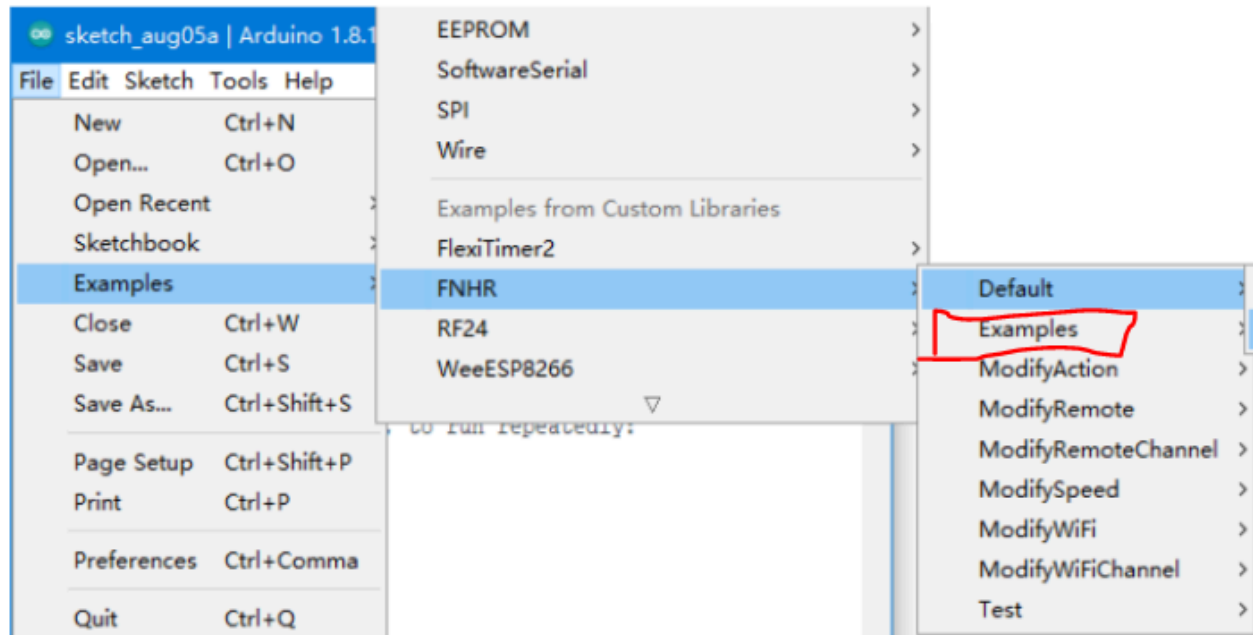 sketch_aug05a | Arduino 1.8.1
File Edit Sketch Tools Help
New Ctrl+N
Open... Ctrl+O
Open Recent
Sketchbook
Examples
Close Ctrl+W
Save Ctrl+S
Save As... Ctrl+Shift+S
Page Setup Ctrl+Shift+P
Print Ctrl+P
Preferences Ctrl+Comma
Quit Ctrl+Q
EEPROM
SoftwareSerial
SPI
Wire
Examples from Custom Libraries
FlexiTimer2
FNHR
RF24
WeeESP8266
to run repeatedly:
Default
Examples
ModifyAction
ModifyRemote
ModifyRemoteChannel
ModifySpeed
ModifyWiFi
ModifyWiFiChannel
Test